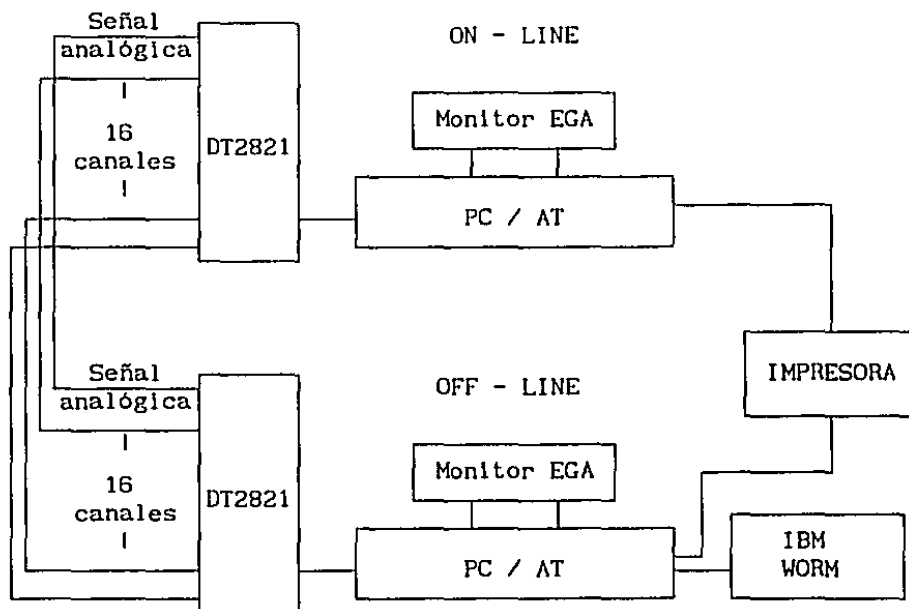 Señal
analógica
16
canales
DT2821
ON - LINE
Monitor EGA
PC / AT
IMPRESORA
Señal
analógica
16
canales
DT2821
OFF - LINE
Monitor EGA
PC / AT
IBM
WORM